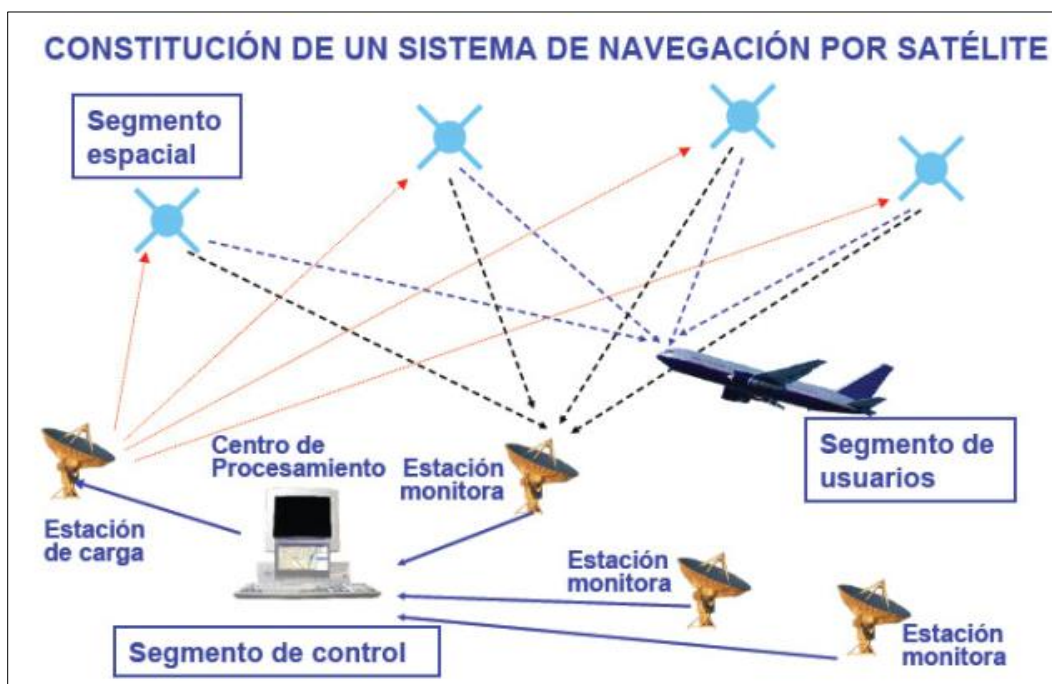 CONSTITUCIÓN DE UN SISTEMA DE NAVEGACIÓN POR SATÉLITE
Segmento
espacial
Centro de
Procesamiento
Estación
monitora
Segmento de
usuarios
Estación
de carga
Estación
monitora
Estación
monitora
Segmento de control